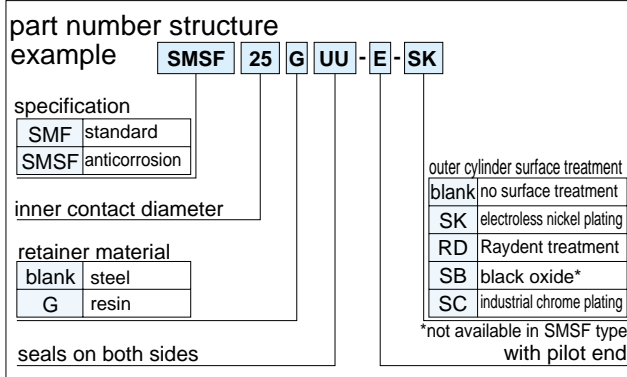 part number structure
example SMSF 25 G UU - E - SK
specification
SMF standard
SMSF anticorrosion
inner contact diameter
retainer material
blank steel
G resin
seals on both sides
outer cylinder surface treatment
blank no surface treatment
SK electroless nickel plating
RD Raydent treatment
SB black oxide*
SC industrial chrome plating
*not available in SMSF type
with pilot end